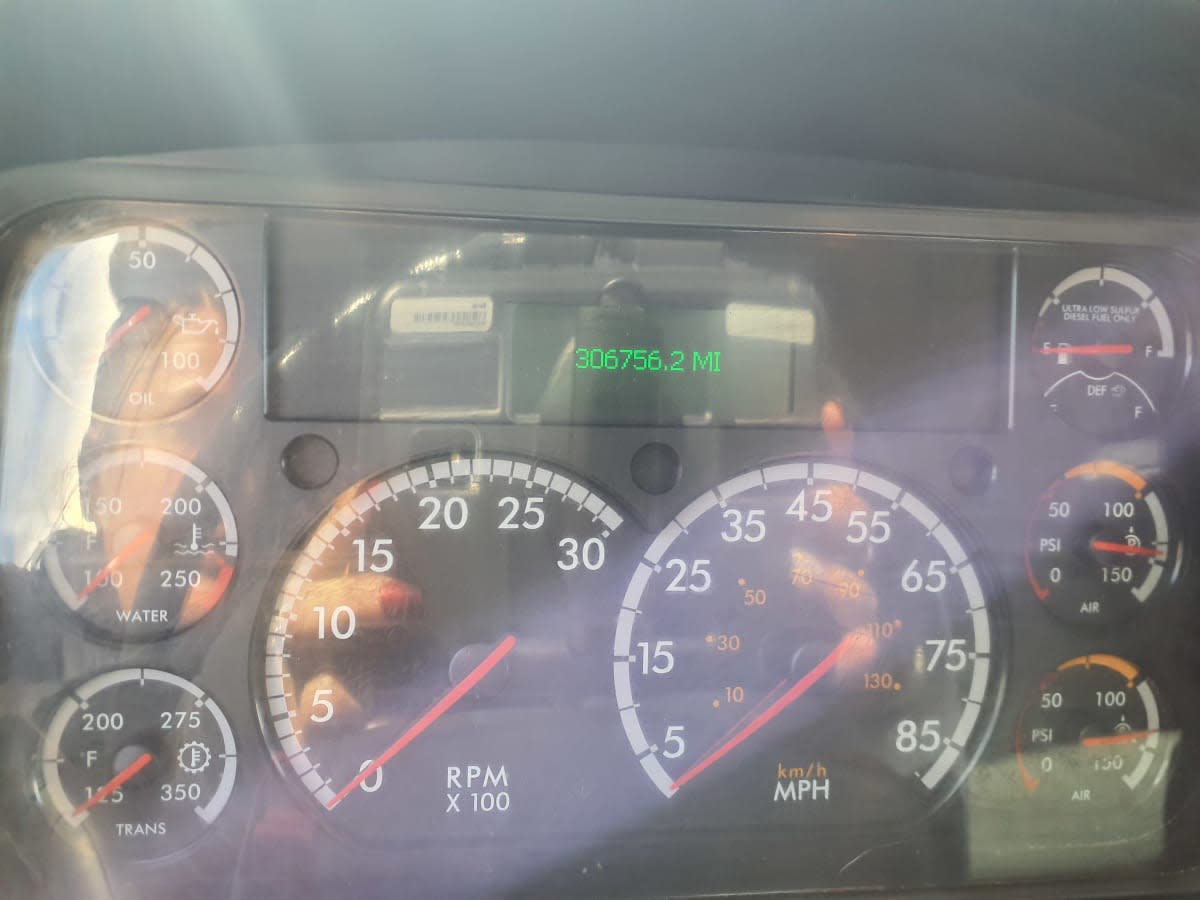 50
100
OIL
306756.2 MI
ULTRA LOW SULFUR
DIESEL FUEL ONLY
F
DEF
F
150 200
F
250
WATER
200 275
°F
125 350
TRANS
0 5 10 15 20 25 30
RPM
X 100
5 15 25 35 45 55 65 75 85
10 30 50 70 90 110 130
km/h
MPH
50 100
PSI
0 150
AIR
50 100
PSI
0 150
AIR